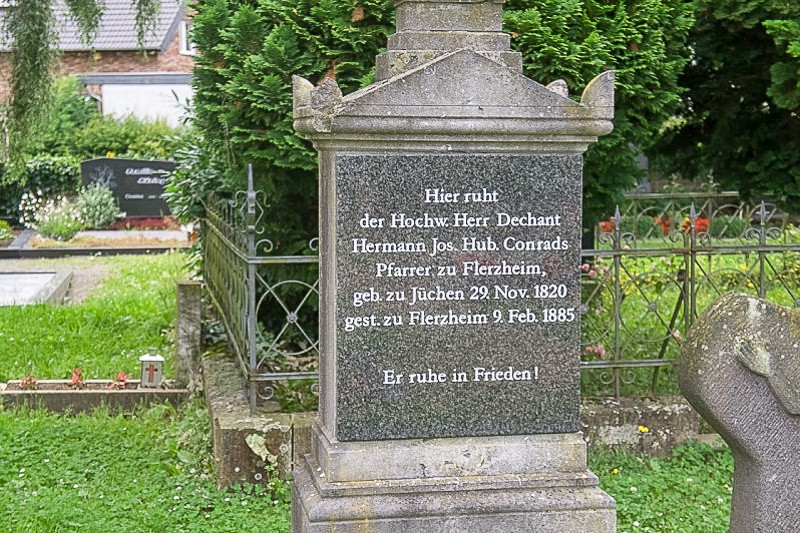 Hier ruht
der Hochw. Herr Dechant
Hermann Jos. Hub. Conrads
Pfarrer zu Flerzheim,
geb. zu Jüchen 29. Nov. 1820
gest. zu Flerzheim 9. Feb. 1885
Er ruhe in Frieden!